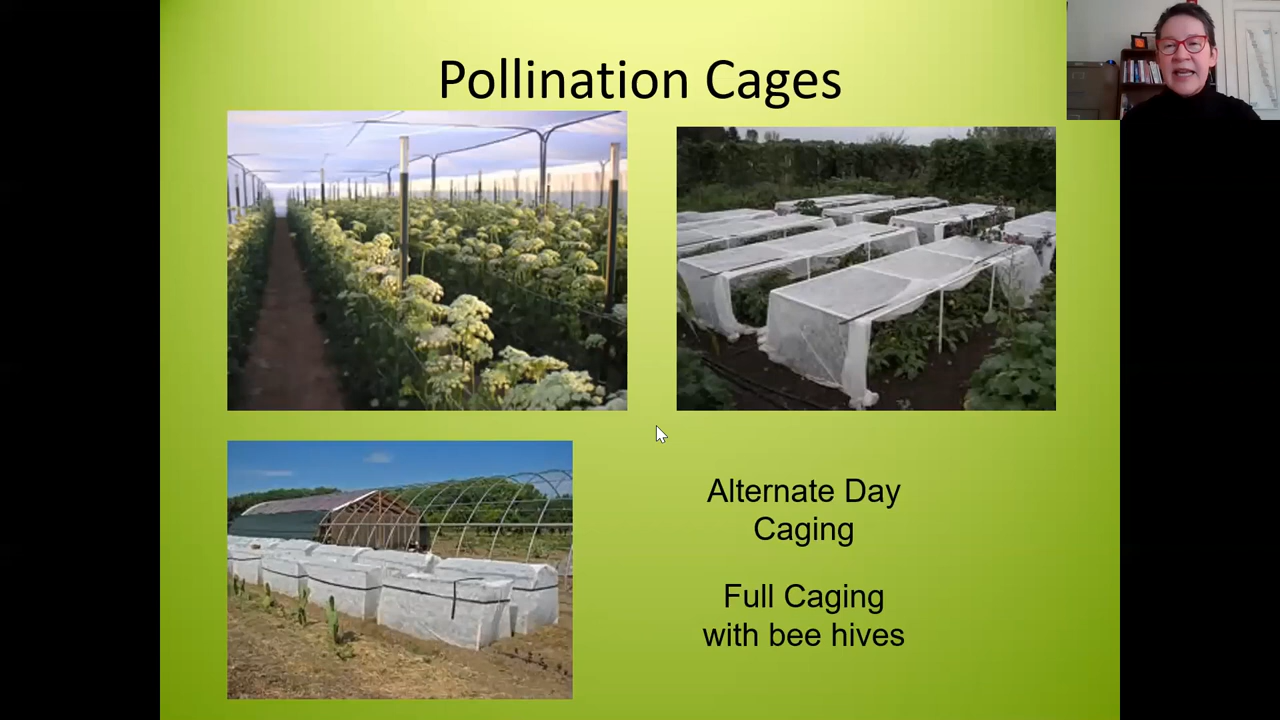 Pollination Cages
Alternate Day
Caging
Full Caging
with bee hives